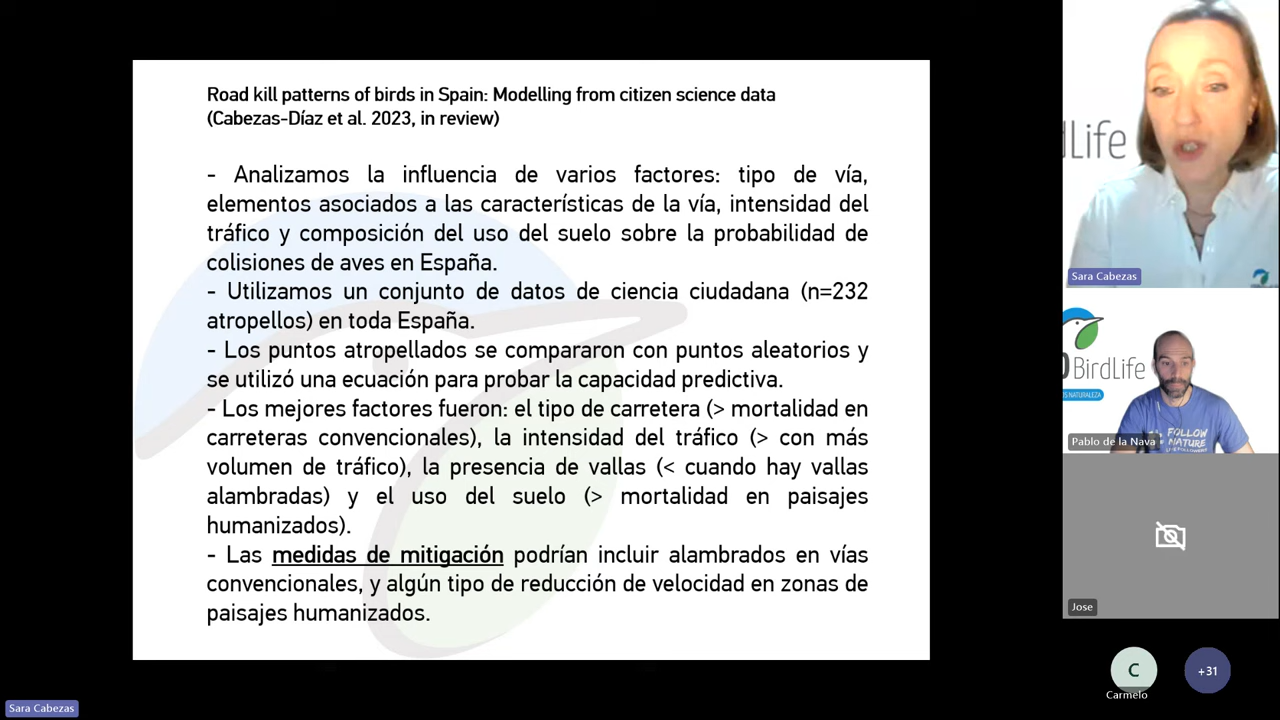 Road kill patterns of birds in Spain: Modelling from citizen science data
(Cabezas-Díaz et al. 2023, in review)
- Analizamos la influencia de varios factores: tipo de vía,
elementos asociados a las características de la vía, intensidad del
tráfico y composición del uso del suelo sobre la probabilidad de
colisiones de aves en España.
- Utilizamos un conjunto de datos de ciencia ciudadana (n=232
atropellos) en toda España.
- Los puntos atropellados se compararon con puntos aleatorios y
se utilizó una ecuación para probar la capacidad predictiva.
- Los mejores factores fueron: el tipo de carretera (> mortalidad en
carreteras convencionales), la intensidad del tráfico (> con más
volumen de tráfico), la presencia de vallas (< cuando hay vallas
alambradas) y el uso del suelo (> mortalidad en paisajes
humanizados).
- Las medidas de mitigación podrían incluir alambrados en vías
convencionales, y algún tipo de reducción de velocidad en zonas de
paisajes humanizados.
dLife
Sara Cabezas
O BirdLife
NATURALEZA
FOLLOW
NATURE
Pablo de la Nava
Jose
C
Carmelo
+31
Sara Cabezas